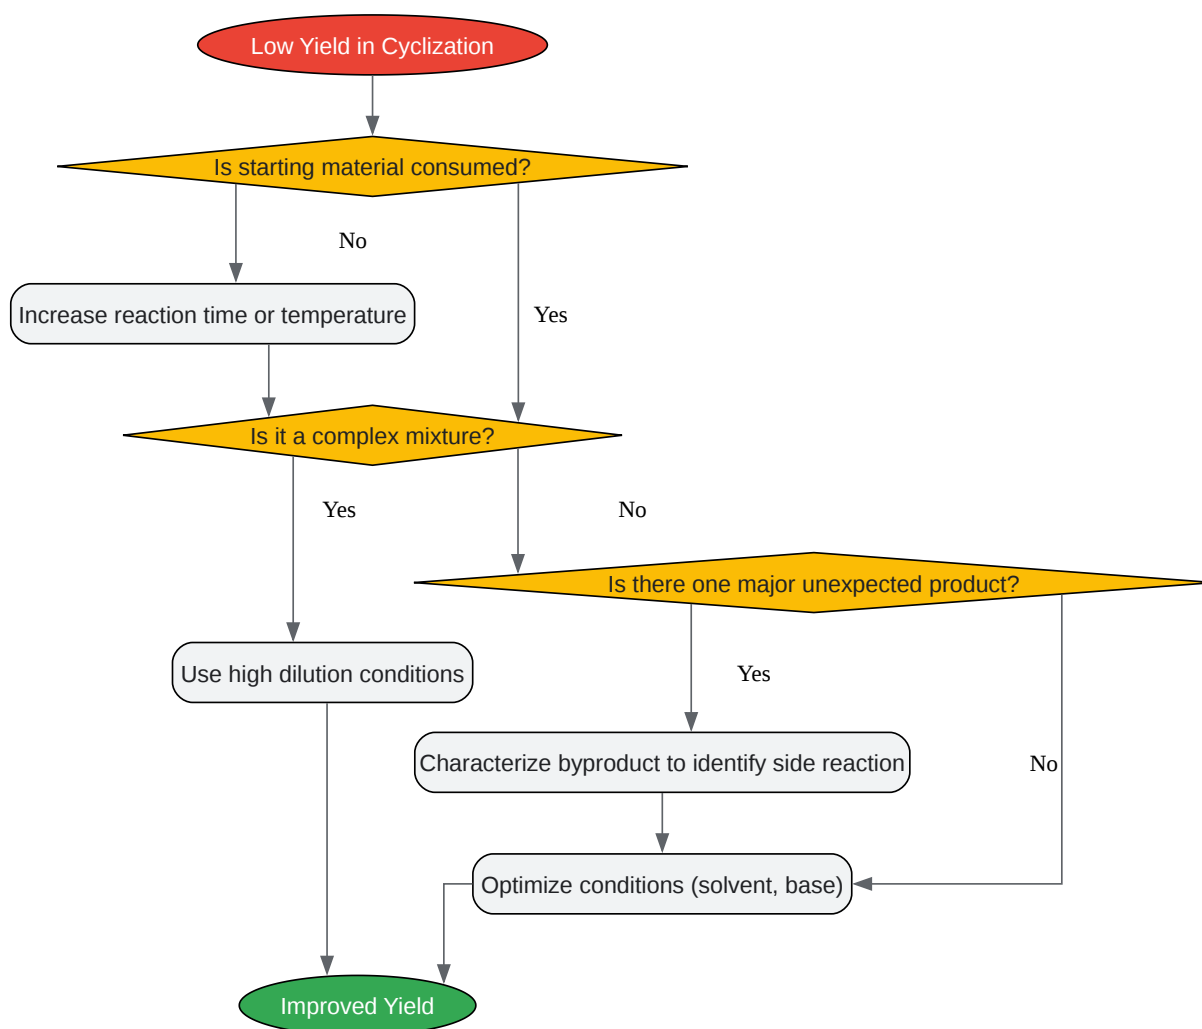 Low Yield in Cyclization
Is starting material consumed?
No
Increase reaction time or temperature
Yes
Is it a complex mixture?
Yes
No
Is there one major unexpected product?
Use high dilution conditions
Yes
Characterize byproduct to identify side reaction
No
Optimize conditions (solvent, base)
Improved Yield